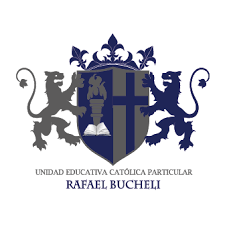 UNIDAD EDUCATIVA CATÓLICA PARTICULAR
RAFAEL BUCHELI